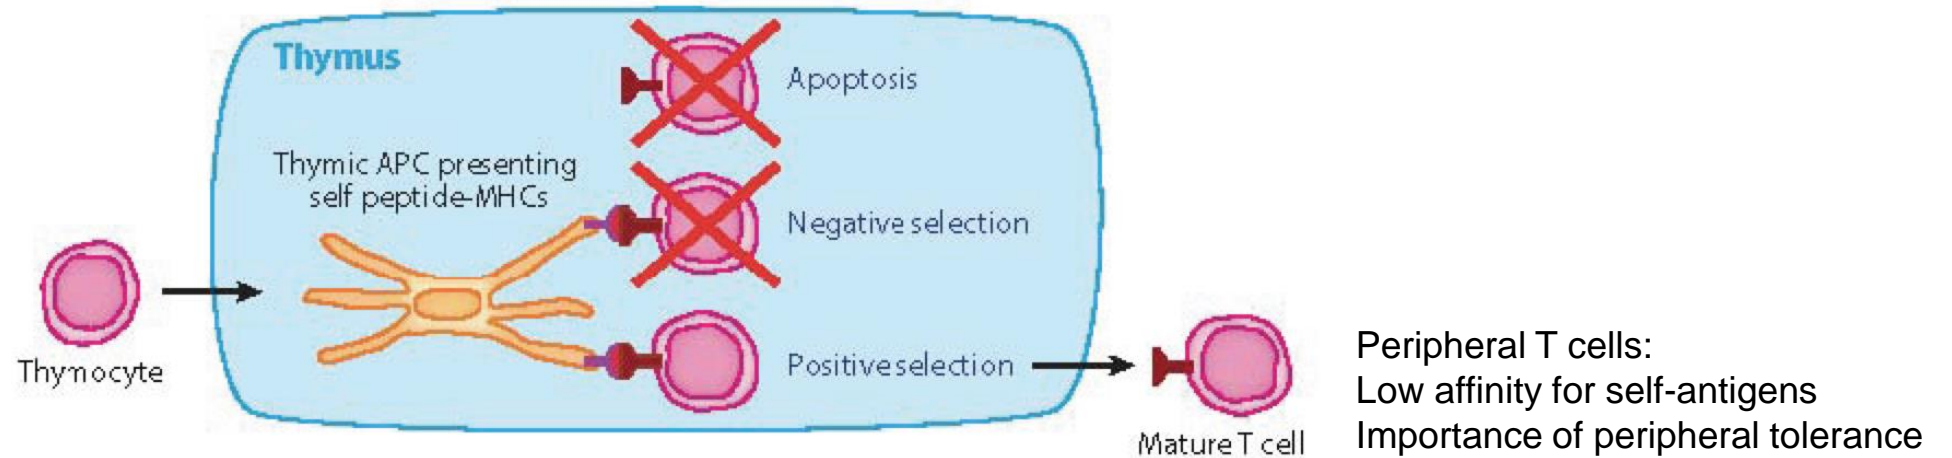 Thymus
Apoptosis
Thymic APC presenting
self peptide-MHCs
Negative selection
Thymocyte
Positive selection
Mature T cell
Peripheral T cells:
Low affinity for self-antigens
Importance of peripheral tolerance